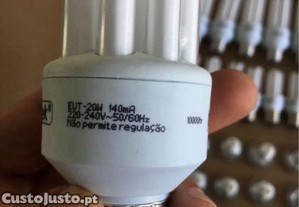 EUT-20W 140mA
220-240V~50/60Hz
Não permite regulação
10000h
CustoJusto.pt